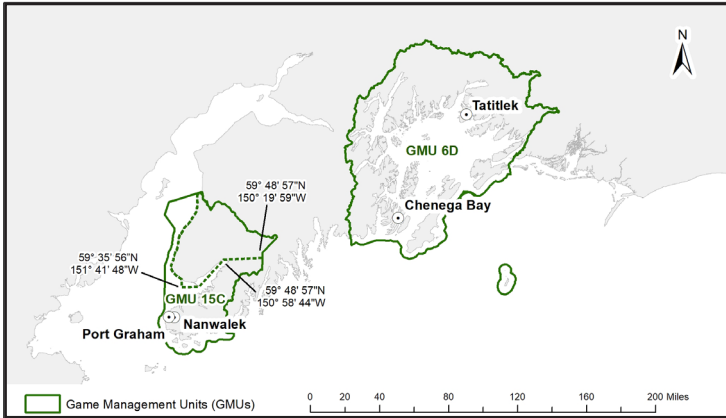 N
Tatitlek
GMU 6D
59° 48' 57"N
150° 19' 59"W
Chenega Bay
59° 35' 56"N
151° 41' 48"W
59° 48' 57"N
150° 58' 44"W
GMU 15C
Port Graham
Nanwalek
Game Management Units (GMUs)
0 20 40 80 120 160 200 Miles